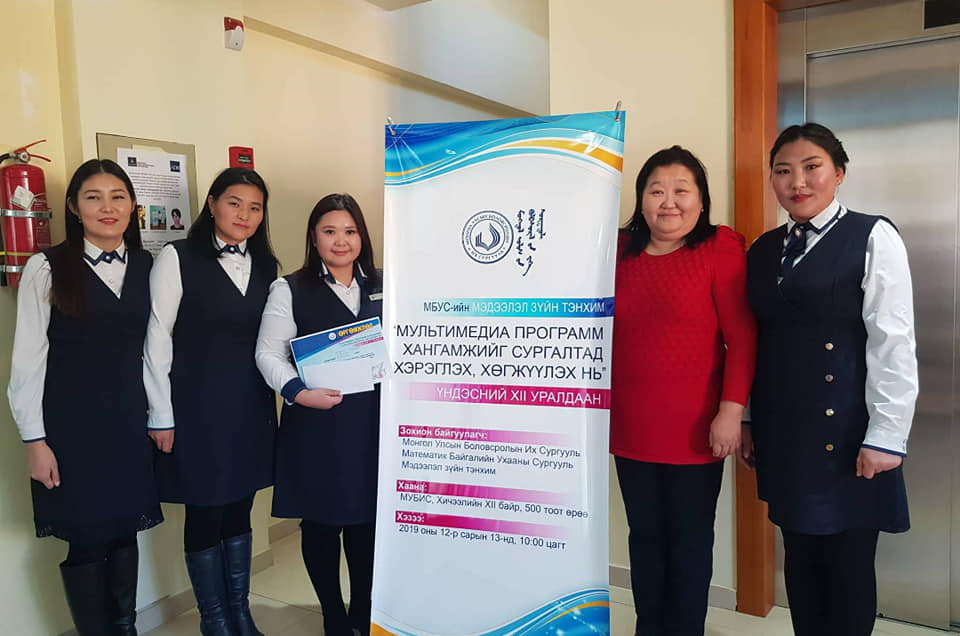 МБУС-ийн МЭДЭЭЛЭЛ ЗҮЙН ТЭНХИМ
"МУЛЬТИМЕДИА ПРОГРАММ
ХАНГАМЖИЙГ СУРГАЛТАД
ХЭРЭГЛЭХ, ХӨГЖҮҮЛЭХ НЬ"
ҮНДЭСНИЙ XII УРАЛДААН
Зохион байгуулагч:
Монгол Улсын Боловсролын Их Сургууль
Математик Байгалийн Ухааны Сургууль
Мэдээлэл зүйн тэнхим
Хаана:
МУБИС, Хичээлийн XII байр, 500 тоот өрөө
Хэзээ:
2019 оны 12-р сарын 13-нд, 10:00 цагт